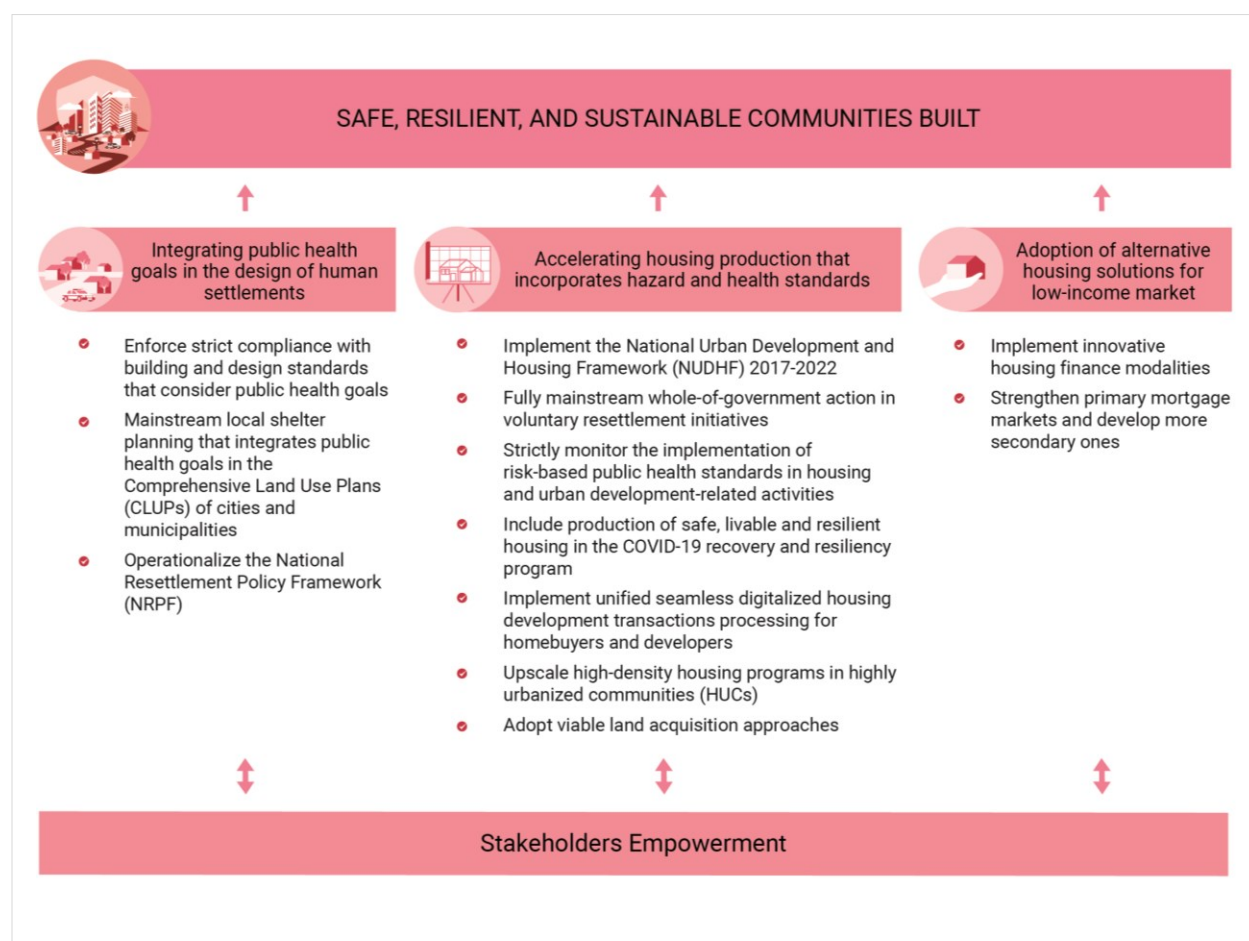 SAFE, RESILIENT, AND SUSTAINABLE COMMUNITIES BUILT
Integrating public health
goals in the design of human
settlements
Enforce strict compliance with
building and design standards
that consider public health goals
Mainstream local shelter
planning that integrates public
health goals in the
Comprehensive Land Use Plans
(CLUPs) of cities and
municipalities
Operationalize the National
Resettlement Policy Framework
(NRPF)
Accelerating housing production that
incorporates hazard and health standards
Implement the National Urban Development and
Housing Framework (NUDHF) 2017-2022
Fully mainstream whole-of-government action in
voluntary resettlement initiatives
Strictly monitor the implementation of
risk-based public health standards in housing
and urban development-related activities
Include production of safe, livable and resilient
housing in the COVID-19 recovery and resiliency
program
Implement unified seamless digitalized housing
development transactions processing for
homebuyers and developers
Upscale high-density housing programs in highly
urbanized communities (HUCs)
Adopt viable land acquisition approaches
Adoption of alternative
housing solutions for
low-income market
Implement innovative
housing finance modalities
Strengthen primary mortgage
markets and develop more
secondary ones
Stakeholders Empowerment